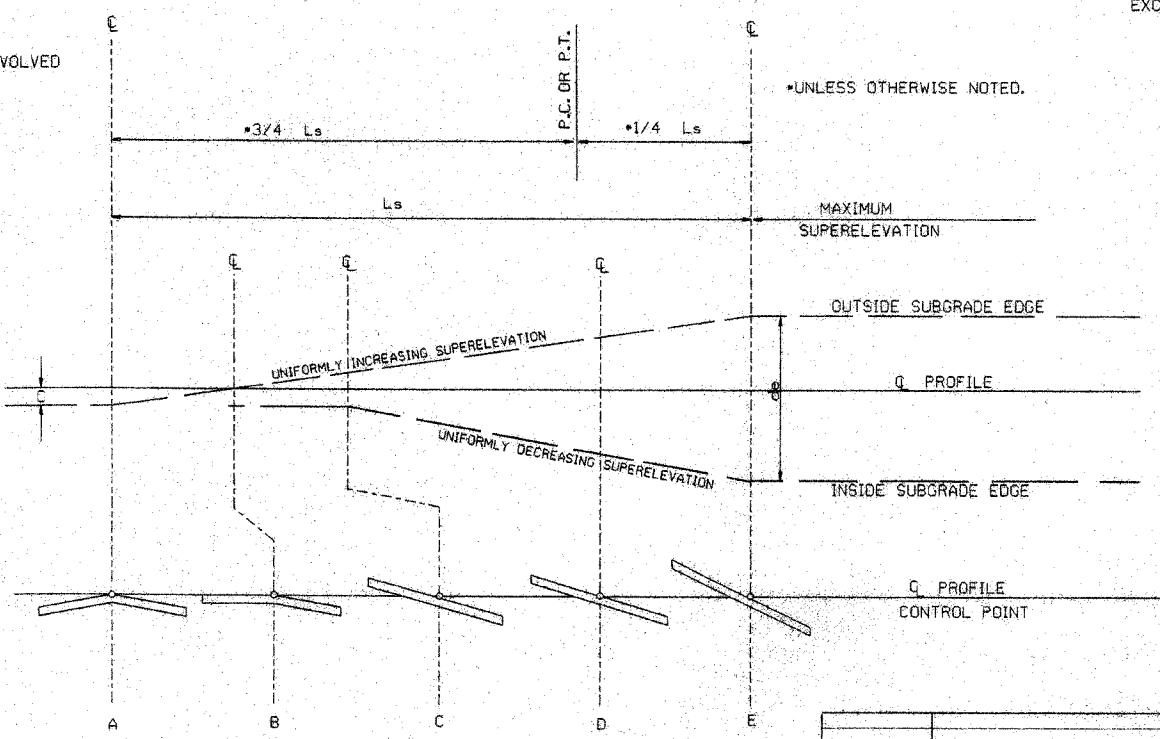 EXC
℄
℄
VOLVED
P.C. OR P.T.
*UNLESS OTHERWISE NOTED.
*3/4 Ls
*1/4 Ls
Ls
MAXIMUM
SUPERELEVATION
℄
℄
℄
OUTSIDE SUBGRADE EDGE
UNIFORMLY INCREASING SUPERELEVATION
C
℄ PROFILE
UNIFORMLY DECREASING SUPERELEVATION
INSIDE SUBGRADE EDGE
℄ PROFILE
CONTROL POINT
A
B
C
D
E